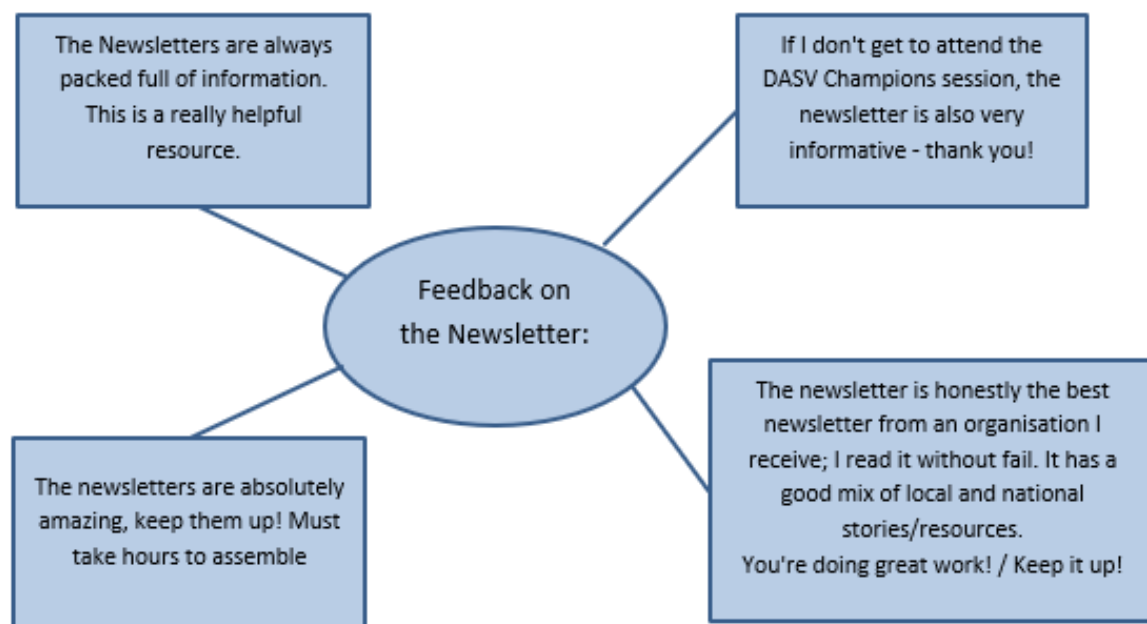 The Newsletters are always
packed full of information.
This is a really helpful
resource.
If I don't get to attend the
DASV Champions session, the
newsletter is also very
informative - thank you!
Feedback on
the Newsletter:
The newsletters are absolutely
amazing, keep them up! Must
take hours to assemble
The newsletter is honestly the best
newsletter from an organisation I
receive; I read it without fail. It has a
good mix of local and national
stories/resources.
You're doing great work! / Keep it up!